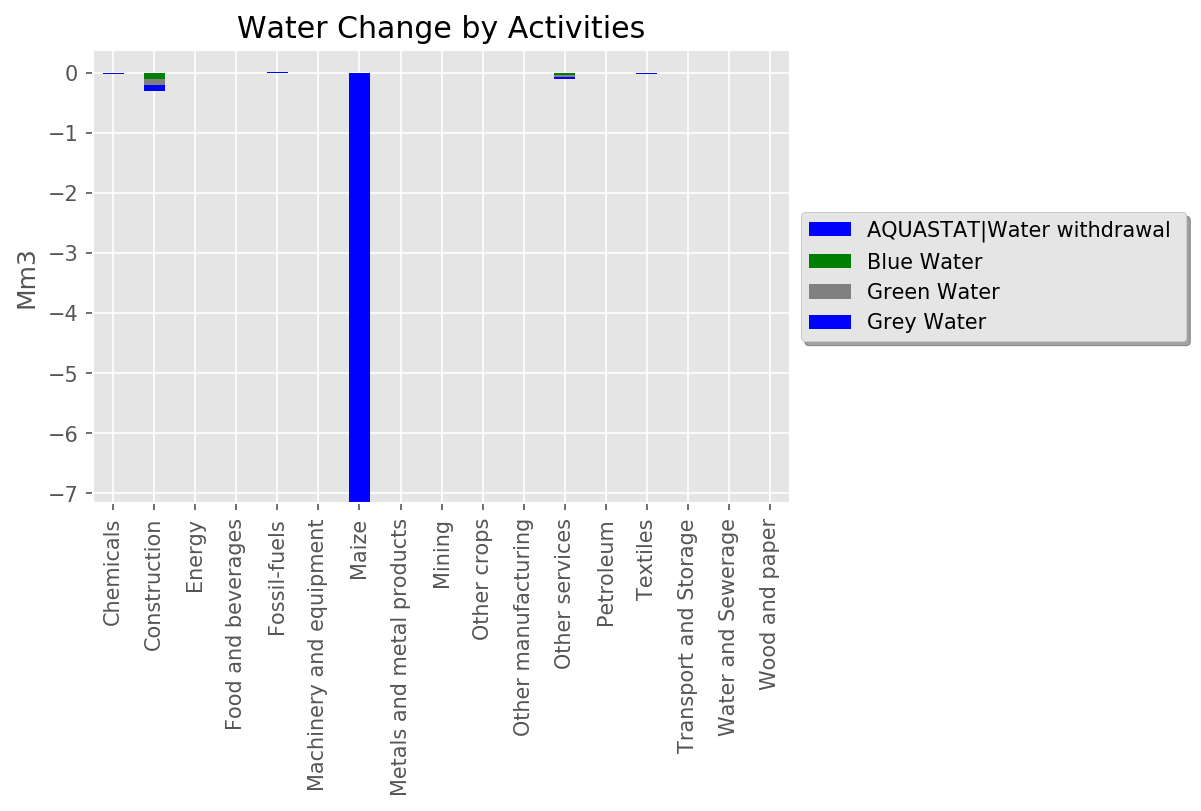 Water Change by Activities
Mm3
0
−1
−2
−3
−4
−5
−6
−7
Chemicals
Construction
Energy
Food and beverages
Fossil-fuels
Machinery and equipment
Maize
Metals and metal products
Mining
Other crops
Other manufacturing
Other services
Petroleum
Textiles
Transport and Storage
Water and Sewerage
Wood and paper
AQUASTAT|Water withdrawal
Blue Water
Green Water
Grey Water